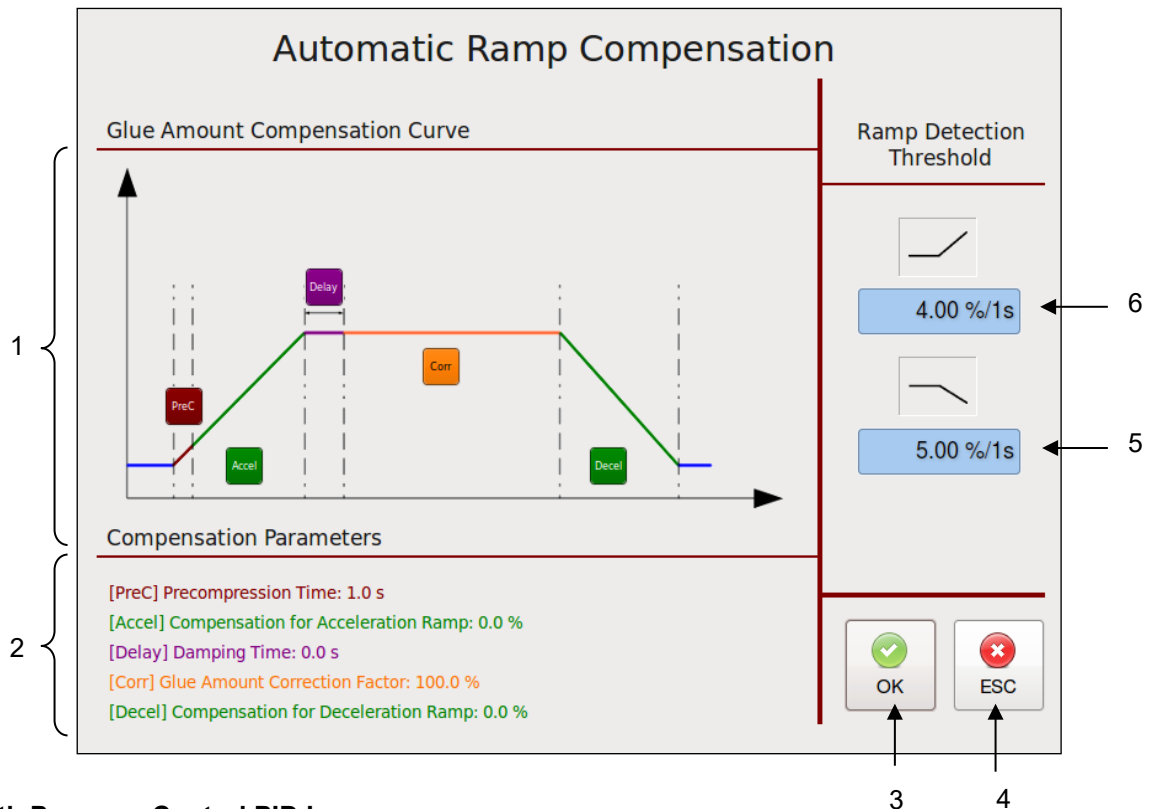 Automatic Ramp Compensation
Glue Amount Compensation Curve
Delay
Corr
PreC
Accel
Decel
Compensation Parameters
[PreC] Precompression Time: 1.0 s
[Accel] Compensation for Acceleration Ramp: 0.0 %
[Delay] Damping Time: 0.0 s
[Corr] Glue Amount Correction Factor: 100.0 %
[Decel] Compensation for Deceleration Ramp: 0.0 %
Ramp Detection
Threshold
4.00 %/1s
5.00 %/1s
OK
ESC
1
2
6
5
3
4